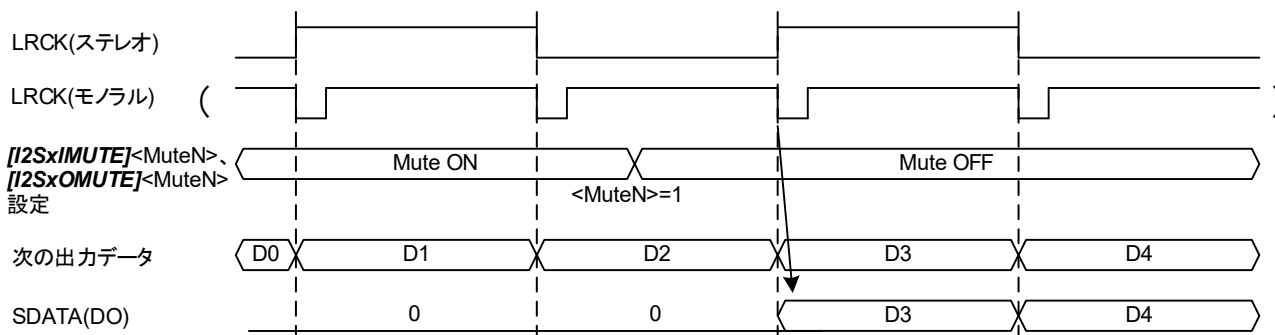 LRCK(ステレオ)
LRCK(モノラル) ( )
[I2SxIMUTE]<MuteN>、
[I2SxOMUTE]<MuteN>
設定
Mute ON Mute OFF
<MuteN>=1
次の出力データ D0 D1 D2 D3 D4
SDATA(DO) 0 0 D3 D4